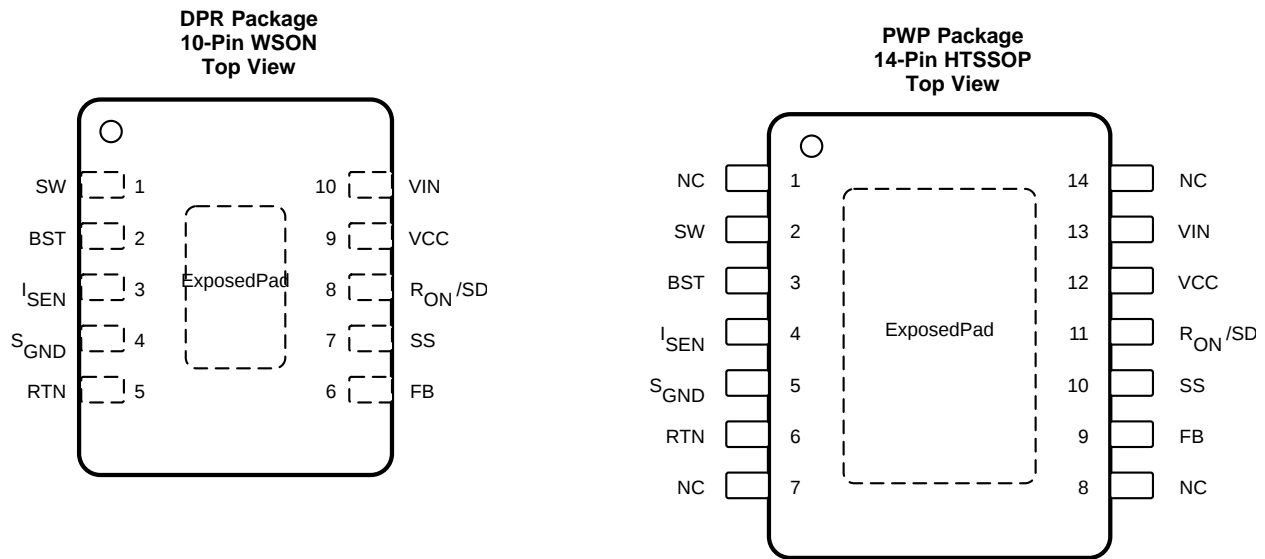 DPR Package
10-Pin WSON
Top View
SW 1 10 VIN
BST 2 9 VCC
ISEN 3 ExposedPad 8 RON/SD
SGND 4 7 SS
RTN 5 6 FB
PWP Package
14-Pin HTSSOP
Top View
NC 1 14 NC
SW 2 13 VIN
BST 3 12 VCC
ISEN 4 ExposedPad 11 RON/SD
SGND 5 10 SS
RTN 6 9 FB
NC 7 8 NC